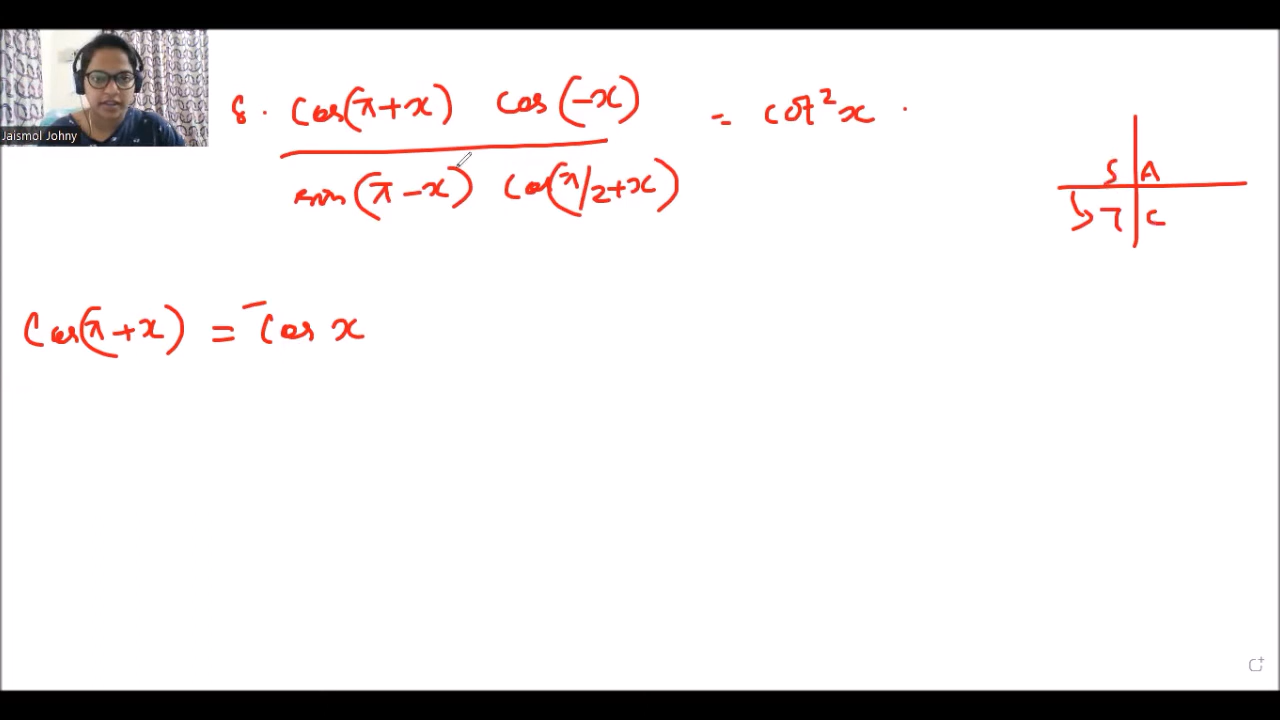 8. cos(π+x) cos(-x) = cot²x.
sin(π-x) cos(π/2+x)
S A
T C
Cos(π+x) = -Cos x
Jaismol Johny